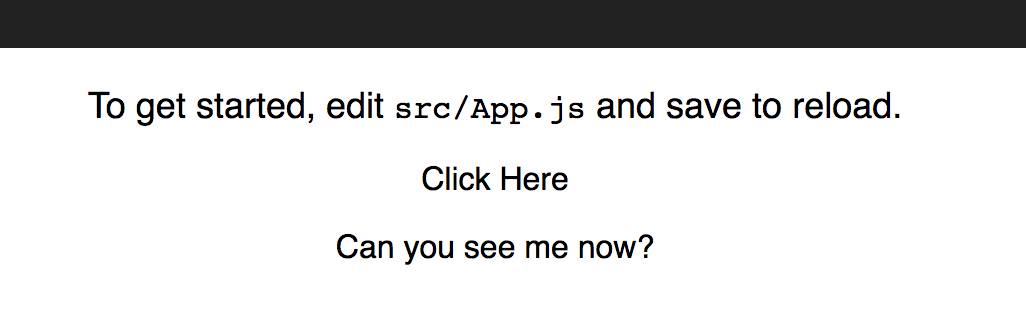 To get started, edit src/App.js and save to reload.
Click Here
Can you see me now?